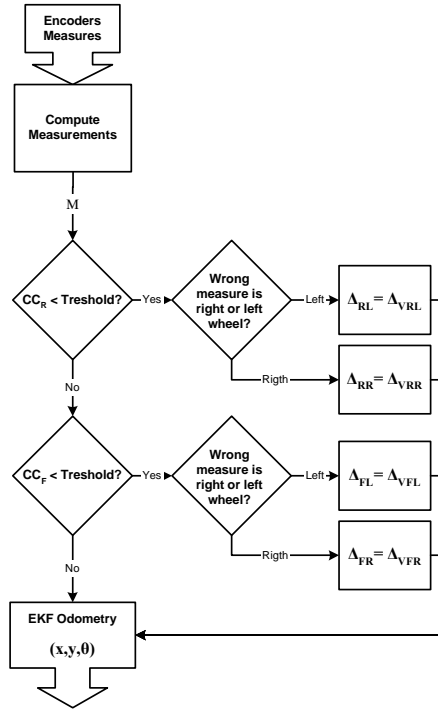 Encoders
Measures
Compute
Measurements
M
CC_R < Treshold?
Yes
Wrong
measure is
right or left
wheel?
Left
Δ_RL = Δ_VRL
Rigth
Δ_RR = Δ_VRR
No
CC_F < Treshold?
Yes
Wrong
measure is
right or left
wheel?
Left
Δ_FL = Δ_VFL
Rigth
Δ_FR = Δ_VFR
No
EKF Odometry
(x,y,θ)